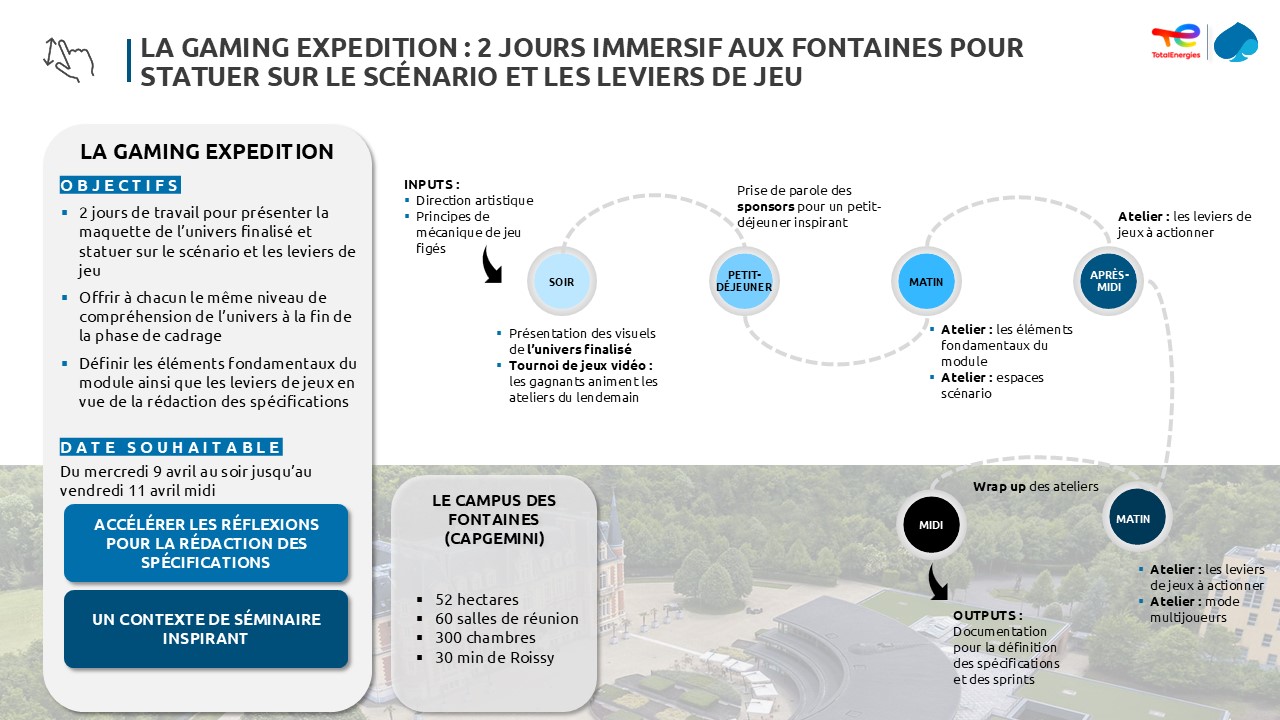 LA GAMING EXPEDITION : 2 JOURS IMMERSIF AUX FONTAINES POUR
STATUER SUR LE SCÉNARIO ET LES LEVIERS DE JEU
TotalEnergies
LA GAMING EXPEDITION
OBJECTIFS
▪ 2 jours de travail pour présenter la
maquette de l'univers finalisé et
statuer sur le scénario et les leviers de
jeu
▪ Offrir à chacun le même niveau de
compréhension de l'univers à la fin de
la phase de cadrage
▪ Définir les éléments fondamentaux du
module ainsi que les leviers de jeux en
vue de la rédaction des spécifications
DATE SOUHAITABLE
Du mercredi 9 avril au soir jusqu'au
vendredi 11 avril midi
ACCÉLÉRER LES RÉFLEXIONS
POUR LA RÉDACTION DES
SPÉCIFICATIONS
UN CONTEXTE DE SÉMINAIRE
INSPIRANT
INPUTS :
▪ Direction artistique
▪ Principes de
mécanique de jeu
figés
SOIR
▪ Présentation des visuels
de l'univers finalisé
▪ Tournoi de jeux vidéo :
les gagnants animent les
ateliers du lendemain
Prise de parole des
sponsors pour un petit-
déjeuner inspirant
PETIT-
DÉJEUNER
MATIN
▪ Atelier : les éléments
fondamentaux du
module
▪ Atelier : espaces
scénario
Atelier : les leviers de
jeux à actionner
APRÈS-
MIDI
LE CAMPUS DES
FONTAINES
(CAPGEMINI)
▪ 52 hectares
▪ 60 salles de réunion
▪ 300 chambres
▪ 30 min de Roissy
Wrap up des ateliers
MIDI
MATIN
▪ Atelier : les leviers
de jeux à actionner
▪ Atelier : mode
multijoueurs
OUTPUTS :
Documentation
pour la définition
des spécifications
et des sprints